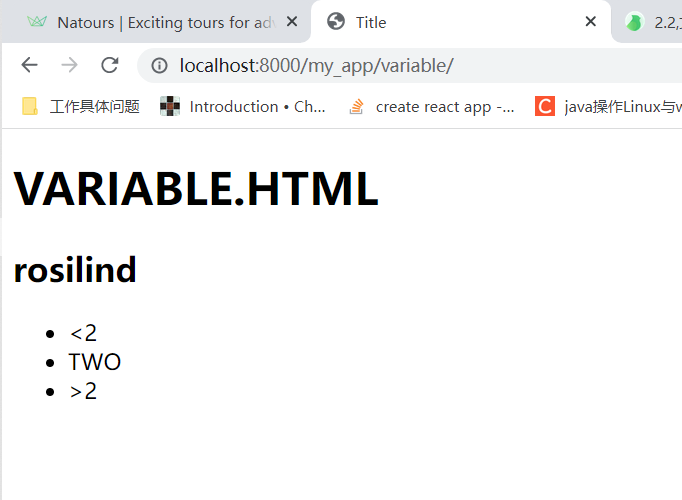 Natours | Exciting tours for adv
Title
2.2,
localhost:8000/my_app/variable/
工作具体问题
Introduction • Ch...
create react app -...
java操作Linux与w
VARIABLE.HTML
rosilind
<2
TWO
>2